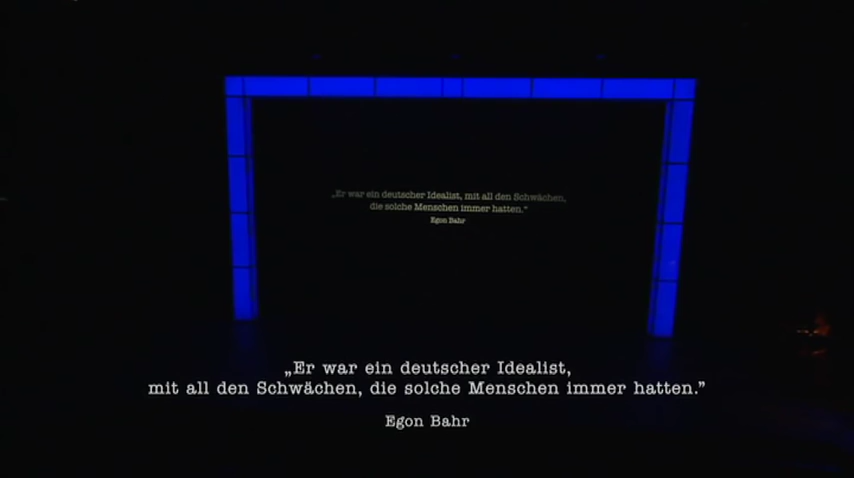 „Er war ein deutscher Idealist, mit all den Schwächen,
die solche Menschen immer hatten."
Egon Bahr
„Er war ein deutscher Idealist,
mit all den Schwächen, die solche Menschen immer hatten.”
Egon Bahr